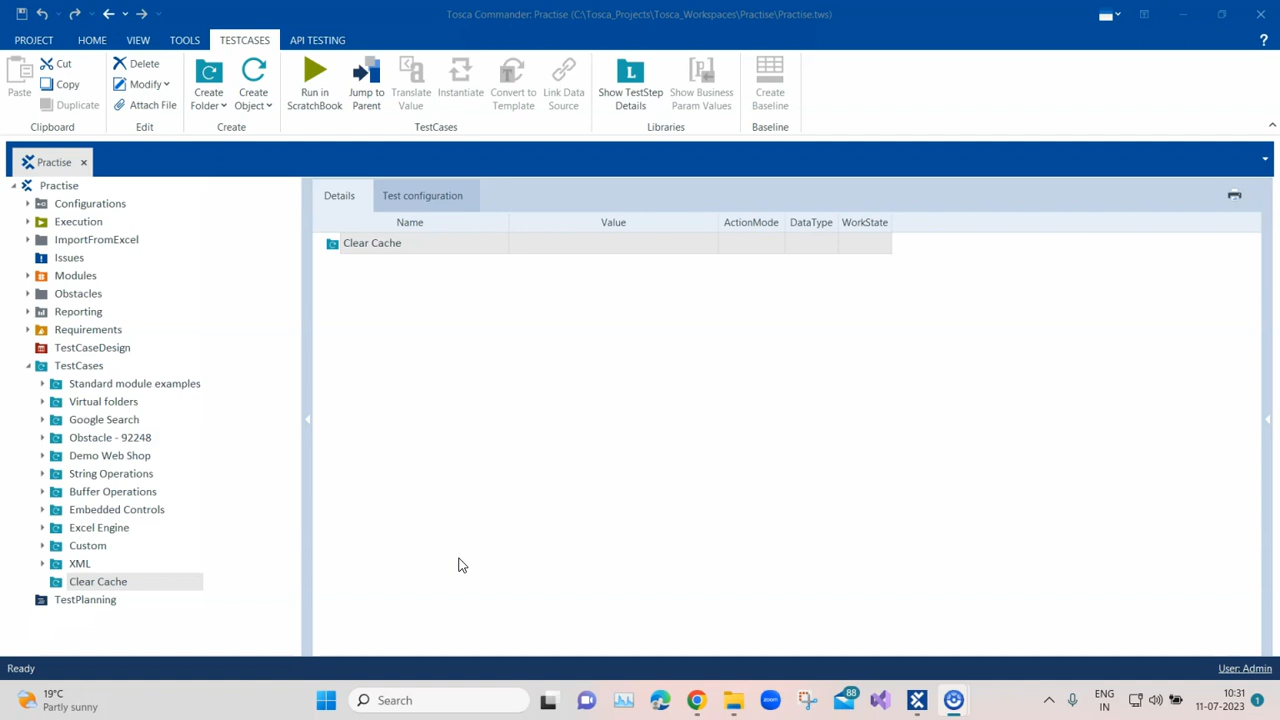 Tosca Commander: Practise (C:\Tosca_Projects\Tosca_Workspaces\Practise\Practise.tws)
PROJECT HOME VIEW TOOLS TESTCASES API TESTING ?
Paste Cut Copy Duplicate
Clipboard
Delete Modify Attach File
Edit
Create Folder Create Object
Create
Run in ScratchBook Jump to Parent Translate Value Instantiate Convert to Template Link Data Source
TestCases
L Show TestStep Details [p] Show Business Param Values
Libraries
Create Baseline
Baseline
Practise
Practise
Configurations
Execution
ImportFromExcel
Issues
Modules
Obstacles
Reporting
Requirements
TestCaseDesign
TestCases
Standard module examples
Virtual folders
Google Search
Obstacle - 92248
Demo Web Shop
String Operations
Buffer Operations
Embedded Controls
Excel Engine
Custom
XML
Clear Cache
TestPlanning
Details Test configuration
Name Value ActionMode DataType WorkState
Clear Cache
Ready User: Admin
19°C
Partly sunny
Search
88
ENG
IN
10:31
11-07-2023
1